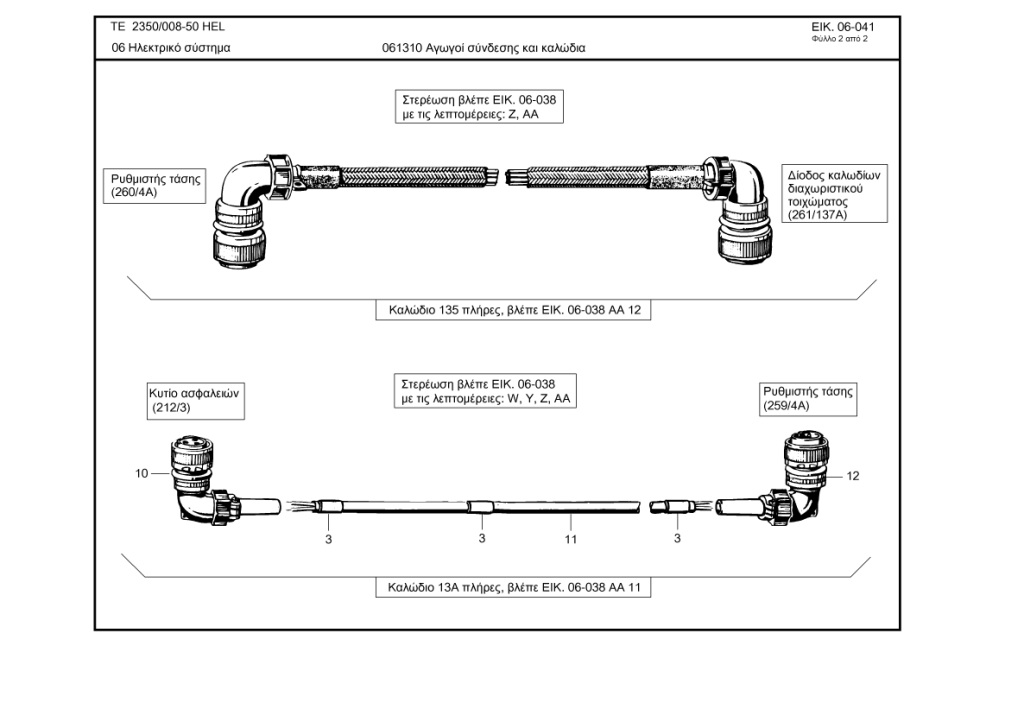 TE 2350/008-50 HEL
ΕΙΚ. 06-041
Φύλλο 2 από 2
06 Ηλεκτρικό σύστημα
061310 Αγωγοί σύνδεσης και καλώδια
Στερέωση βλέπε ΕΙΚ. 06-038
με τις λεπτομέρειες: Z, AA
Ρυθμιστής τάσης
(260/4A)
Δίοδος καλωδίων
διαχωριστικού
τοιχώματος
(261/137A)
Καλώδιο 135 πλήρες, βλέπε ΕΙΚ. 06-038 AA 12
Κυτίο ασφαλειών
(212/3)
Στερέωση βλέπε ΕΙΚ. 06-038
με τις λεπτομέρειες: W, Y, Z, AA
Ρυθμιστής τάσης
(259/4A)
10
12
3
3
11
3
Καλώδιο 13A πλήρες, βλέπε ΕΙΚ. 06-038 AA 11